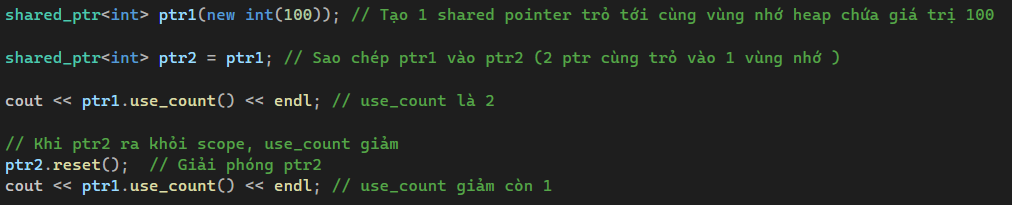 shared_ptr<int> ptr1(new int(100)); // Tạo 1 shared pointer trỏ tới cùng vùng nhớ heap chứa giá trị 100
shared_ptr<int> ptr2 = ptr1; // Sao chép ptr1 vào ptr2 (2 ptr cùng trỏ vào 1 vùng nhớ )
cout << ptr1.use_count() << endl; // use_count là 2
// Khi ptr2 ra khỏi scope, use_count giảm
ptr2.reset();  // Giải phóng ptr2
cout << ptr1.use_count() << endl; // use_count giảm còn 1